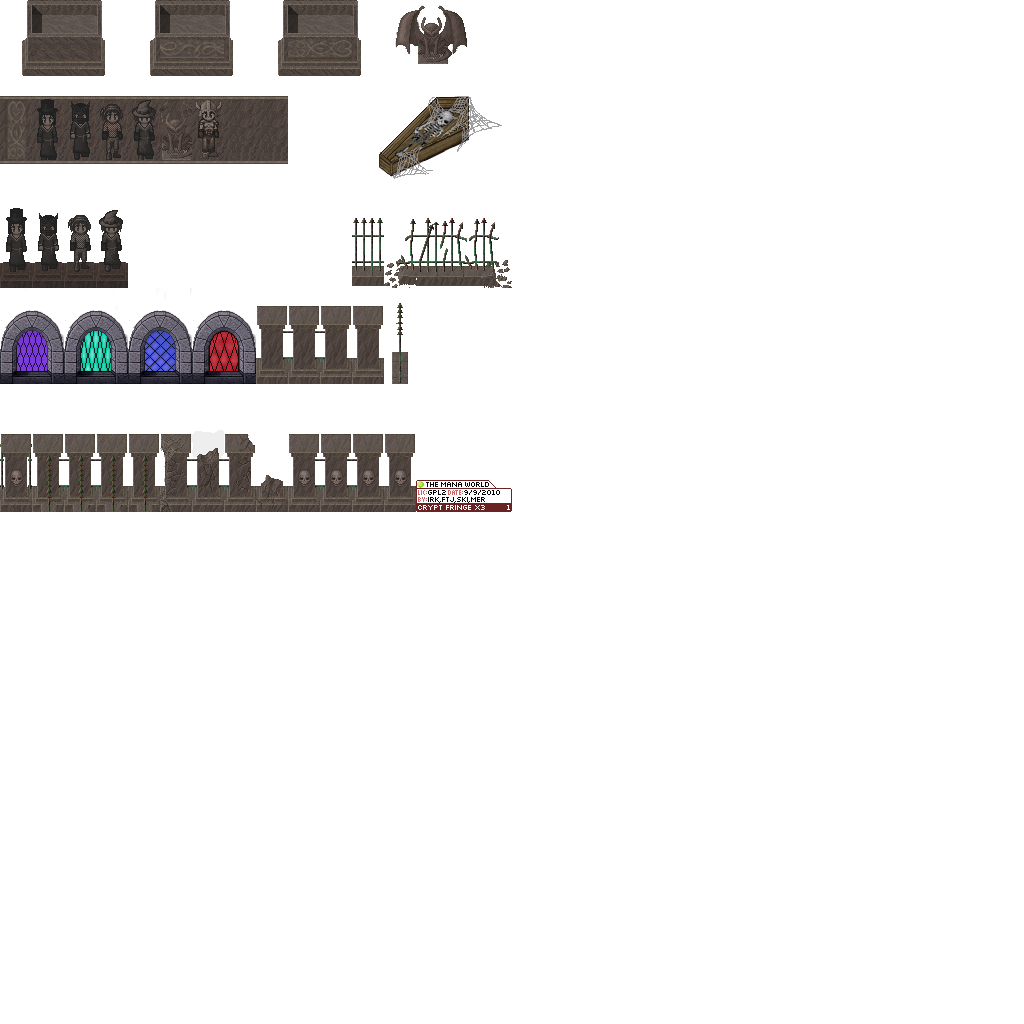 THE MANA WORLD
LIC:GPL2 DATE:9/9/2010
BY:IRK,FTJ,SKI,MER
CRYPT FRINGE X3 1